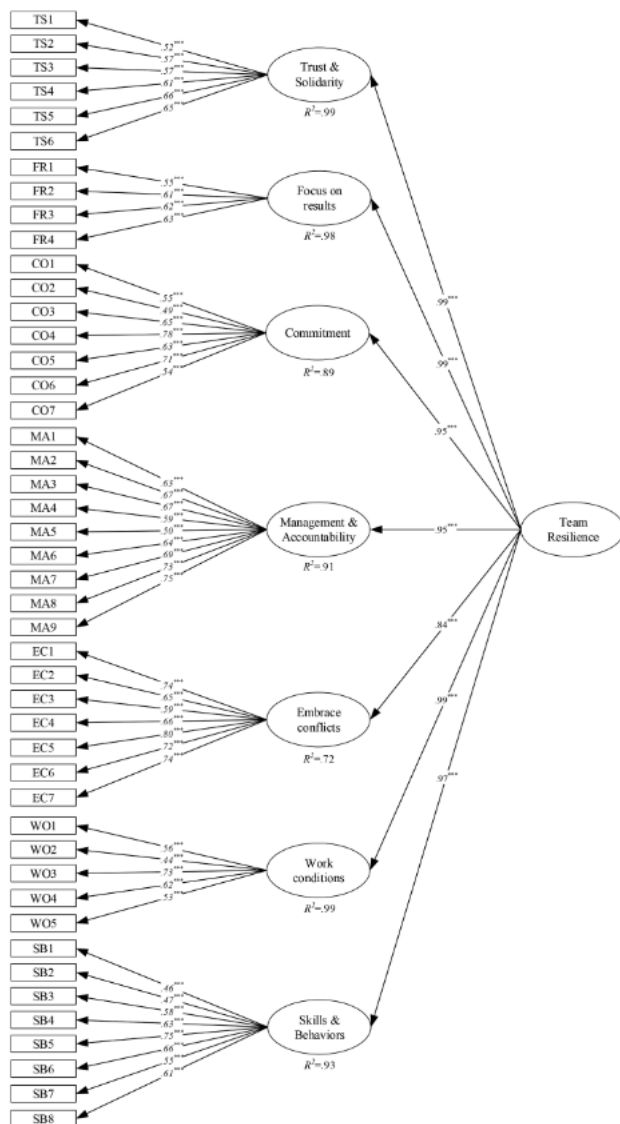 TS1
TS2
TS3
TS4
TS5
TS6
.52***
.57***
.57***
.61***
.66***
.65***
Trust &
Solidarity
R²=.99
FR1
FR2
FR3
FR4
.55***
.61***
.62***
.63***
Focus on
results
R²=.98
CO1
CO2
CO3
CO4
CO5
CO6
CO7
.55***
.49***
.65***
.78***
.63***
.71***
.54***
Commitment
R²=.89
MA1
MA2
MA3
MA4
MA5
MA6
MA7
MA8
MA9
.63***
.67***
.67***
.59***
.50***
.64***
.69***
.73***
.75***
Management &
Accountability
R²=.91
EC1
EC2
EC3
EC4
EC5
EC6
EC7
.74***
.65***
.59***
.66***
.80***
.72***
.74***
Embrace
conflicts
R²=.72
WO1
WO2
WO3
WO4
WO5
.56***
.44***
.73***
.62***
.53***
Work
conditions
R²=.99
SB1
SB2
SB3
SB4
SB5
SB6
SB7
SB8
.46***
.47***
.58***
.63***
.75***
.66***
.55***
.61***
Skills &
Behaviors
R²=.93
.99***
.99***
.95***
.95***
.84***
.99***
.97***
Team
Resilience